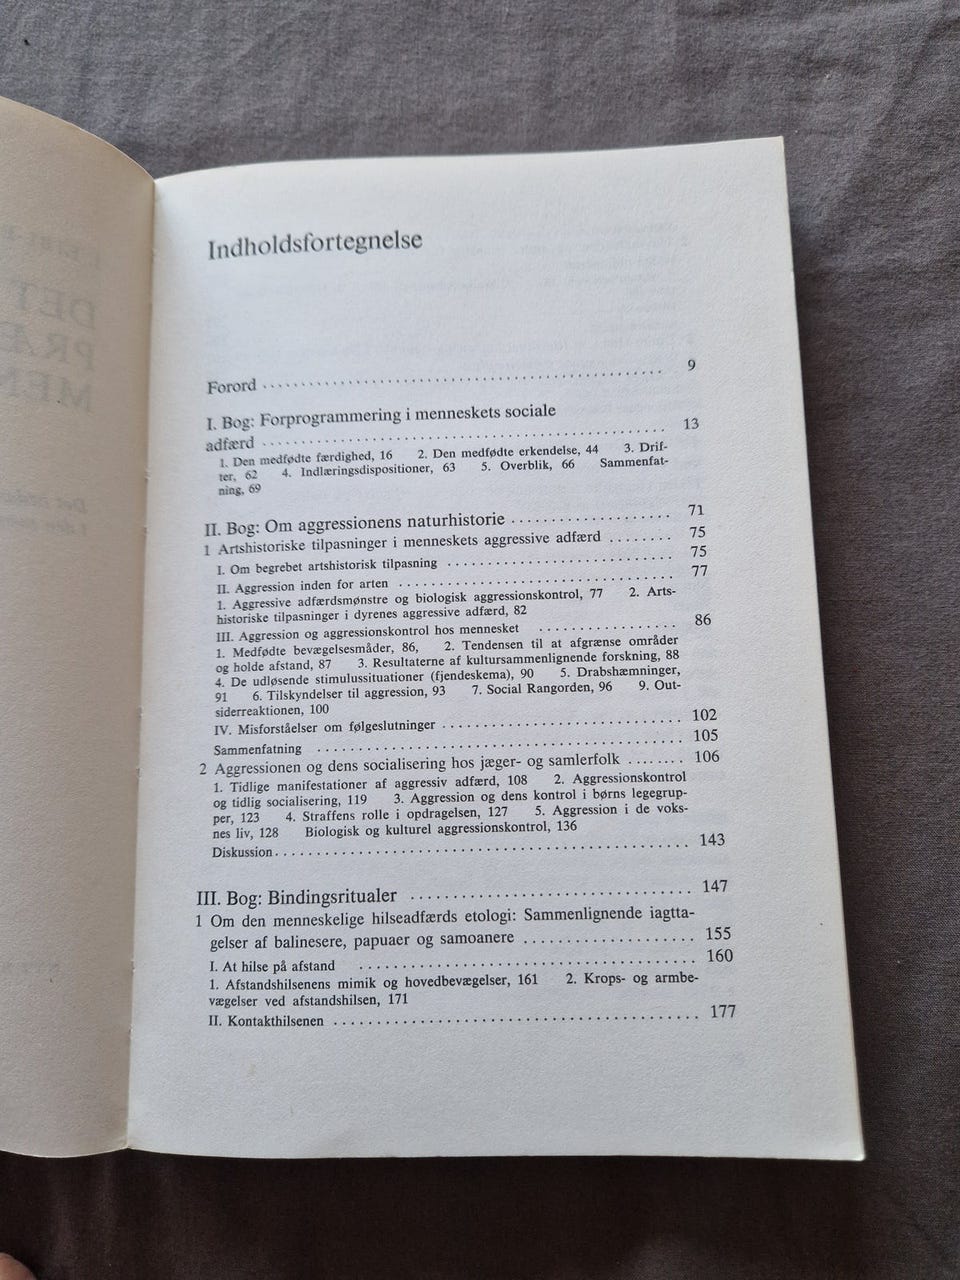 Indholdsfortegnelse
Forord 9
I. Bog: Forprogrammering i menneskets sociale
adfærd 13
1. Den medfødte færdighed, 16 2. Den medfødte erkendelse, 44 3. Drif-
ter, 62 4. Indlæringsdispositioner, 63 5. Overblik, 66 Sammenfat-
ning, 69
II. Bog: Om aggressionens naturhistorie 71
1 Artshistoriske tilpasninger i menneskets aggressive adfærd 75
I. Om begrebet artshistorisk tilpasning 75
II. Aggression inden for arten 77
1. Aggressive adfærdsmønstre og biologisk aggressionskontrol, 77 2. Arts-
historiske tilpasninger i dyrenes aggressive adfærd, 82
III. Aggression og aggressionskontrol hos mennesket 86
1. Medfødte bevægelsesmåder, 86, 2. Tendensen til at afgrænse områder
og holde afstand, 87 3. Resultaterne af kultursammenlignende forskning, 88
4. De udløsende stimulussituationer (fjendeskema), 90 5. Drabshæmninger,
91 6. Tilskyndelser til aggression, 93 7. Social Rangorden, 96 9. Out-
siderreaktionen, 100
IV. Misforståelser om følgeslutninger 102
Sammenfatning 105
2 Aggressionen og dens socialisering hos jæger- og samlerfolk 106
1. Tidlige manifestationer af aggressiv adfærd, 108 2. Aggressionskontrol
og tidlig socialisering, 119 3. Aggression og dens kontrol i børns legegrup-
per, 123 4. Straffens rolle i opdragelsen, 127 5. Aggression i de voks-
nes liv, 128 Biologisk og kulturel aggressionskontrol, 136
Diskussion 143
III. Bog: Bindingsritualer 147
1 Om den menneskelige hilseadfærds etologi: Sammenlignende iagtta-
gelser af balinesere, papuaer og samoanere 155
I. At hilse på afstand 160
1. Afstandshilsenens mimik og hovedbevægelser, 161 2. Krops- og armbe-
vægelser ved afstandshilsen, 171
II. Kontakthilsenen 177